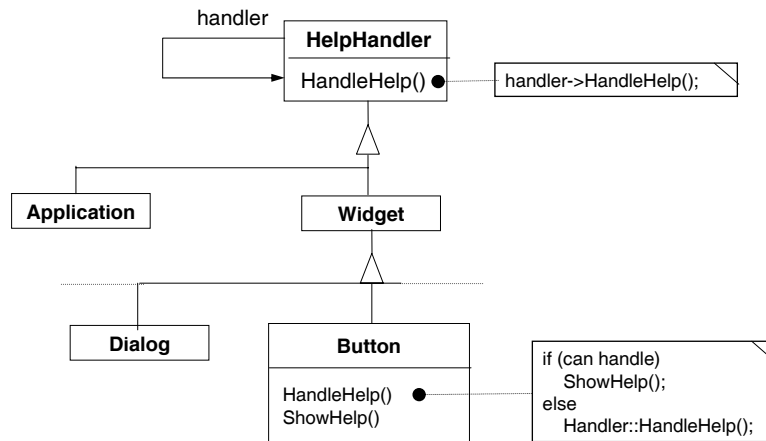 handler
HelpHandler
HandleHelp()
handler->HandleHelp();
Application
Widget
Dialog
Button
HandleHelp()
ShowHelp()
if (can handle)
ShowHelp();
else
Handler::HandleHelp();